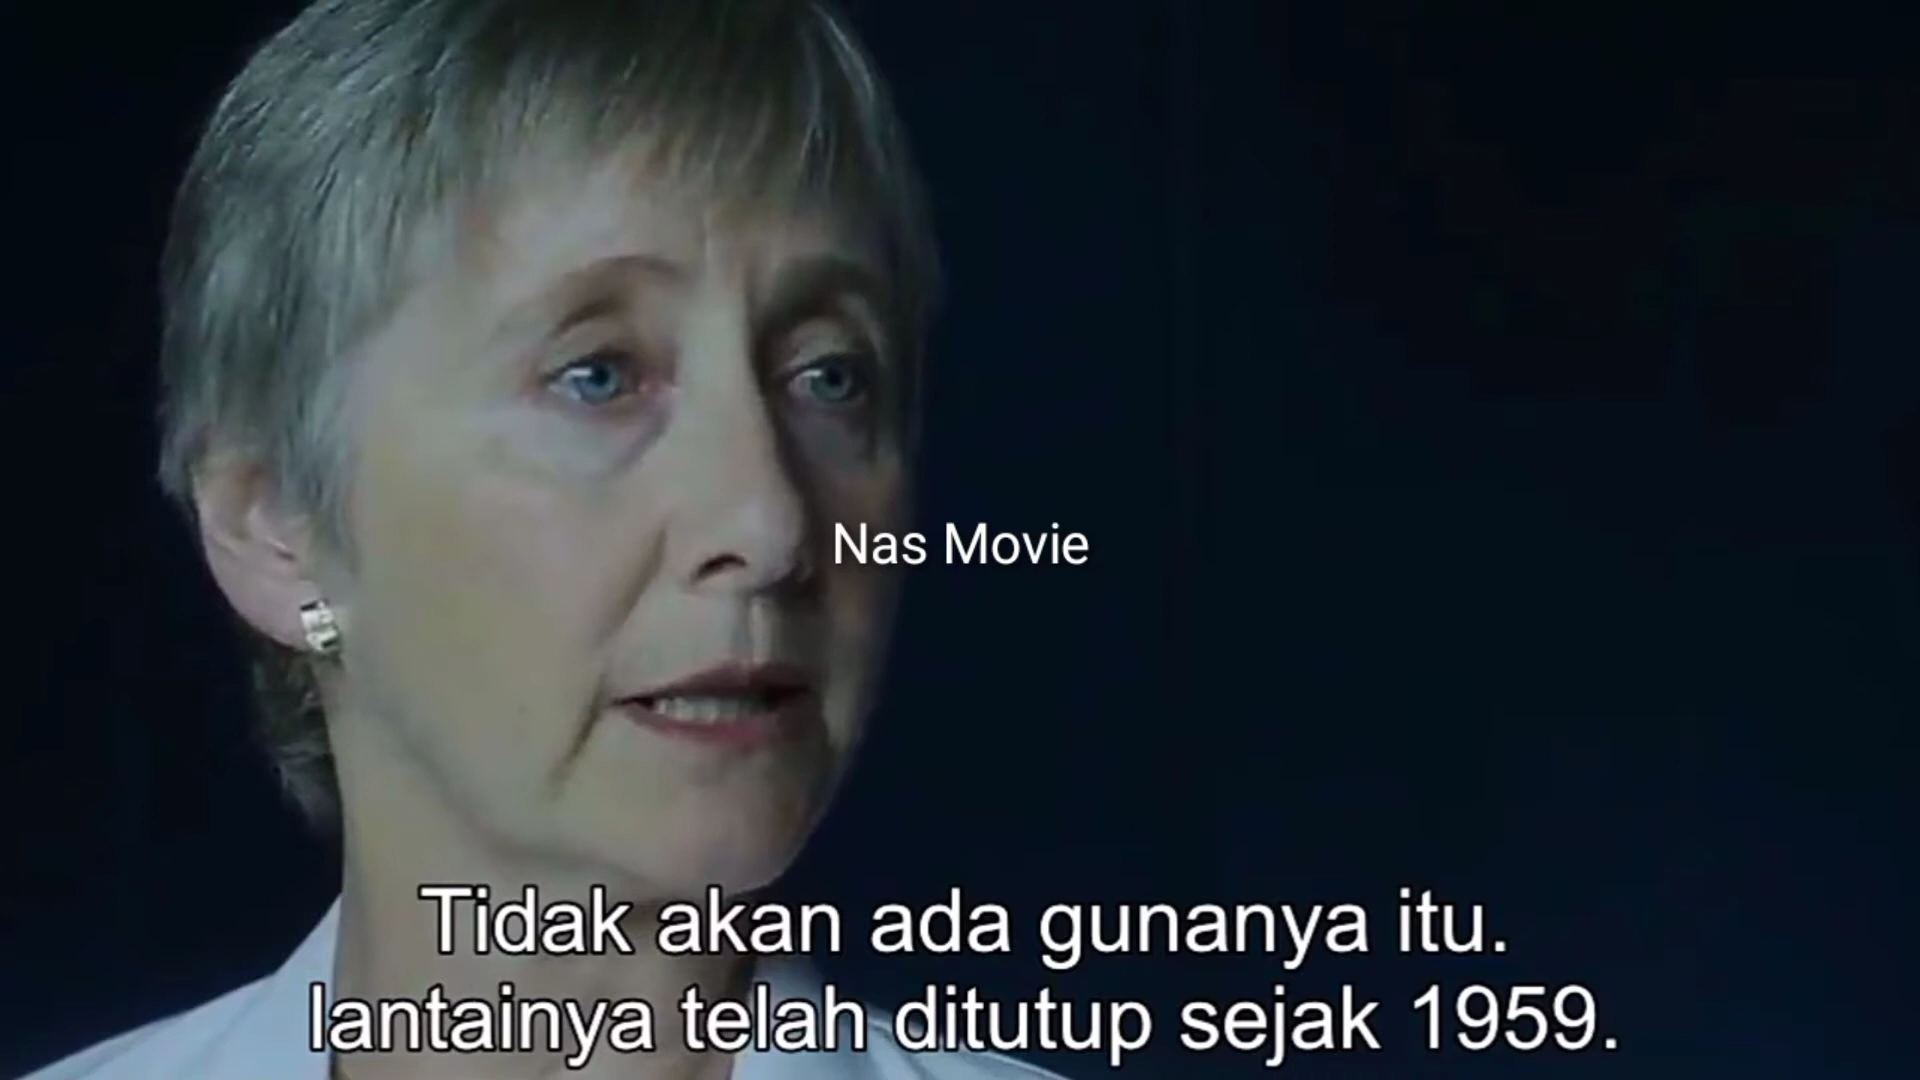 Nas Movie
Tidak akan ada gunanya itu.
lantainya telah ditutup sejak 1959.